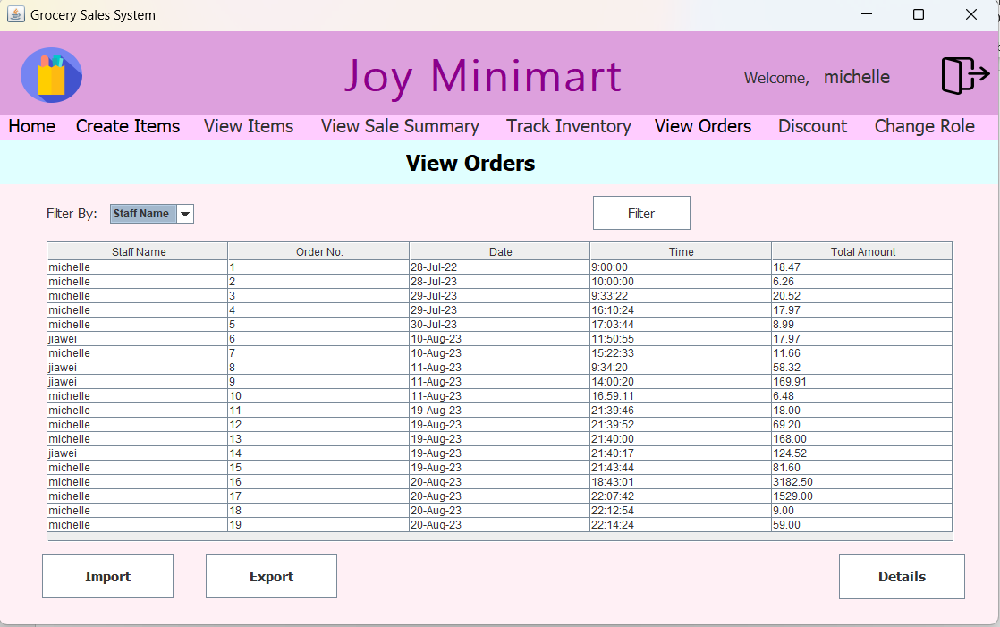 Grocery Sales System
Joy Minimart
Welcome, michelle
Home Create Items View Items View Sale Summary Track Inventory View Orders Discount Change Role
View Orders
Filter By: Staff Name Filter
Staff Name Order No. Date Time Total Amount
michelle 1 28-Jul-22 9:00:00 18.47
michelle 2 28-Jul-23 10:00:00 6.26
michelle 3 29-Jul-23 9:33:22 20.52
michelle 4 29-Jul-23 16:10:24 17.97
michelle 5 30-Jul-23 17:03:44 8.99
jiawei 6 10-Aug-23 11:50:55 17.97
michelle 7 10-Aug-23 15:22:33 11.66
jiawei 8 11-Aug-23 9:34:20 58.32
jiawei 9 11-Aug-23 14:00:20 169.91
michelle 10 11-Aug-23 16:59:11 6.48
michelle 11 19-Aug-23 21:39:46 18.00
michelle 12 19-Aug-23 21:39:52 69.20
michelle 13 19-Aug-23 21:40:00 168.00
jiawei 14 19-Aug-23 21:40:17 124.52
michelle 15 19-Aug-23 21:43:44 81.60
michelle 16 20-Aug-23 18:43:01 3182.50
michelle 17 20-Aug-23 22:07:42 1529.00
michelle 18 20-Aug-23 22:12:54 9.00
michelle 19 20-Aug-23 22:14:24 59.00
Import Export Details